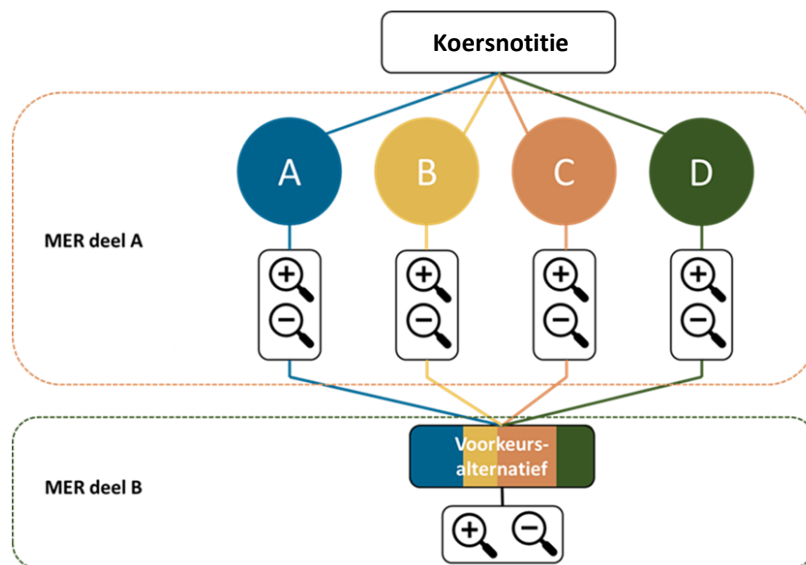 Koersnotitie
A
B
C
D
MER deel A
Voorkeurs-
alternatief
MER deel B